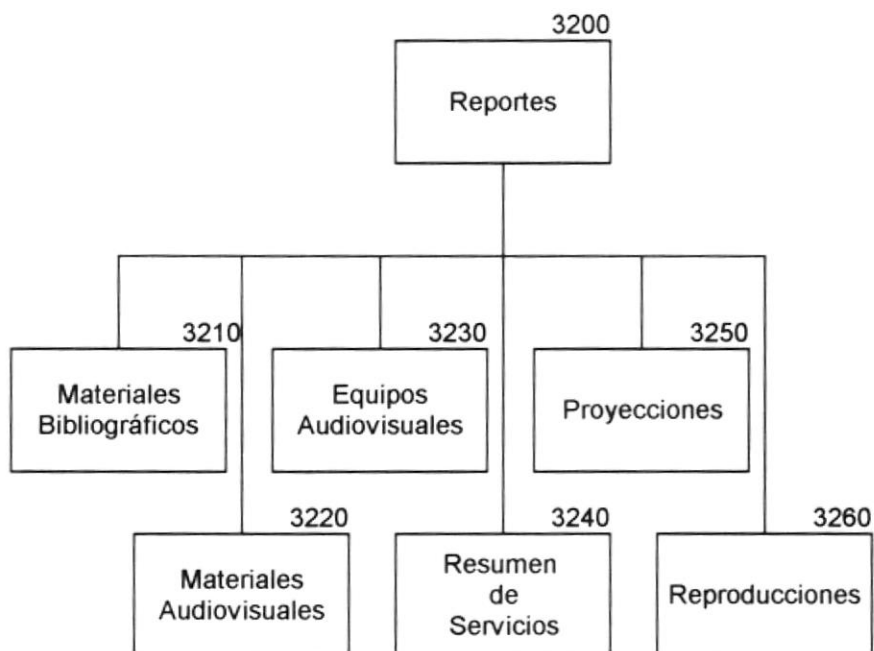 3200
Reportes
3210
Materiales
Bibliográficos
3230
Equipos
Audiovisuales
3250
Proyecciones
3220
Materiales
Audiovisuales
3240
Resumen
de
Servicios
3260
Reproducciones